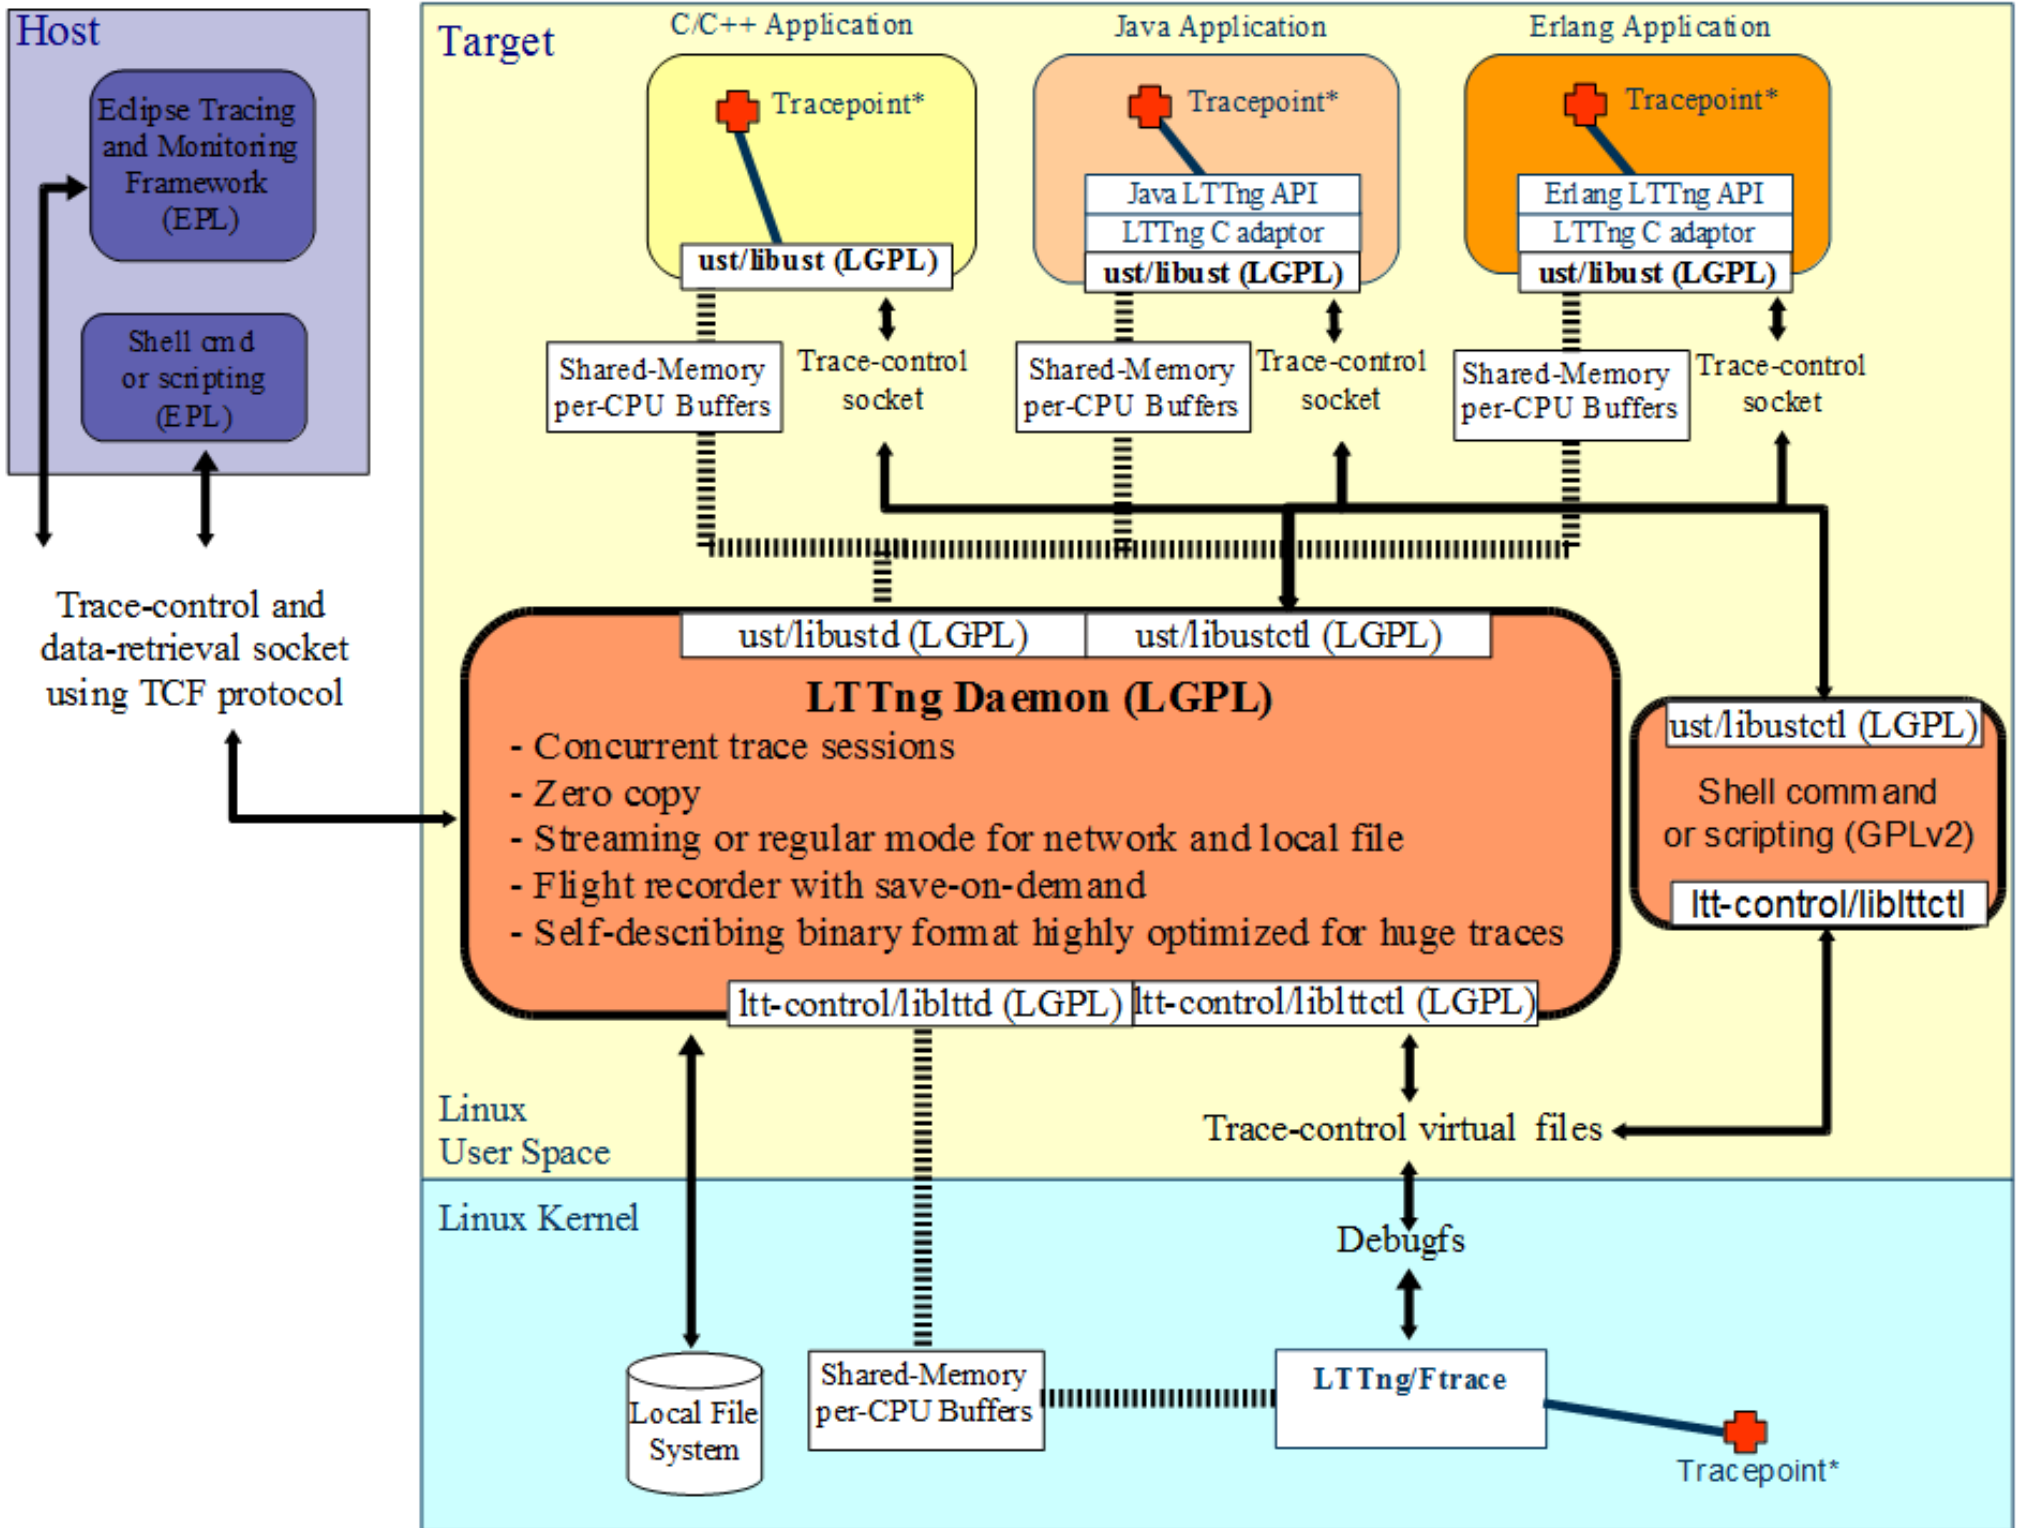 Host
Eclipse Tracing
and Monitoring
Framework
(EPL)
Shell cmd
or scripting
(EPL)
Trace-control and
data-retrieval socket
using TCF protocol
Target
C/C++ Application
Tracepoint*
ust/libust (LGPL)
Shared-Memory
per-CPU Buffers
Trace-control
socket
Java Application
Tracepoint*
Java LTTng API
LTTng C adaptor
ust/libust (LGPL)
Shared-Memory
per-CPU Buffers
Trace-control
socket
Erlang Application
Tracepoint*
Erlang LTTng API
LTTng C adaptor
ust/libust (LGPL)
Shared-Memory
per-CPU Buffers
Trace-control
socket
ust/libustd (LGPL)
ust/libustctl (LGPL)
LTTng Daemon (LGPL)
- Concurrent trace sessions
- Zero copy
- Streaming or regular mode for network and local file
- Flight recorder with save-on-demand
- Self-describing binary format highly optimized for huge traces
ltt-control/liblttd (LGPL)
ltt-control/liblttctl (LGPL)
ust/libustctl (LGPL)
Shell command
or scripting (GPLv2)
ltt-control/liblttctl
Linux
User Space
Trace-control virtual files
Linux Kernel
Debugfs
Local File
System
Shared-Memory
per-CPU Buffers
LTTng/Ftrace
Tracepoint*